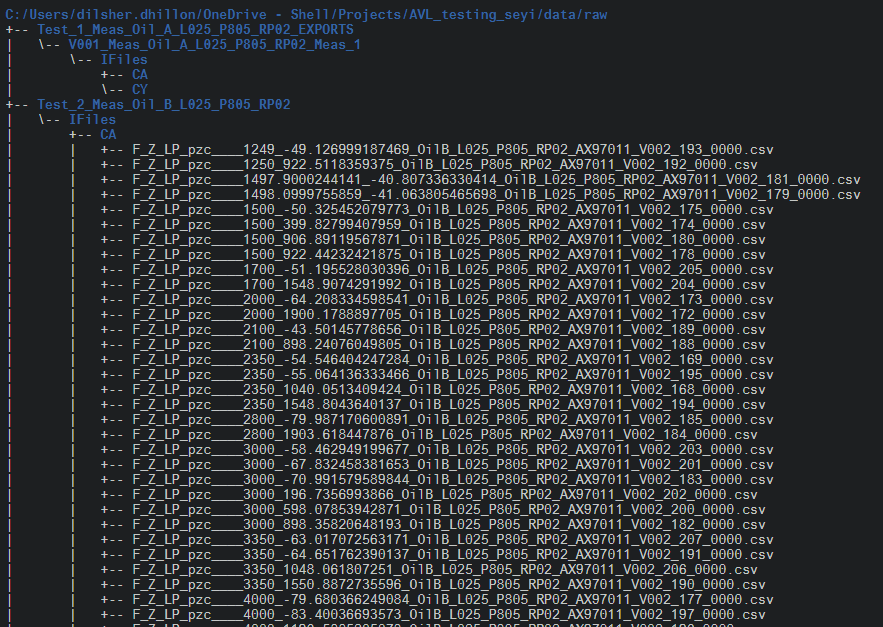 C:/Users/dilsher.dhillon/OneDrive - Shell/Projects/AVL_testing_seyi/data/raw
+-- Test_1_Meas_Oil_A_L025_P805_RP02_EXPORTS
|   \-- V001_Meas_Oil_A_L025_P805_RP02_Meas_1
|       \-- IFiles
|           +-- CA
|           \-- CY
+-- Test_2_Meas_Oil_B_L025_P805_RP02
|   \-- IFiles
|       +-- CA
|       |   +-- F_Z_LP_pzc____1249_-49.126999187469_OilB_L025_P805_RP02_AX97011_V002_193_0000.csv
|       |   +-- F_Z_LP_pzc____1250_922.5118359375_OilB_L025_P805_RP02_AX97011_V002_192_0000.csv
|       |   +-- F_Z_LP_pzc____1497.9000244141_-40.807336330414_OilB_L025_P805_RP02_AX97011_V002_181_0000.csv
|       |   +-- F_Z_LP_pzc____1498.0999755859_-41.063805465698_OilB_L025_P805_RP02_AX97011_V002_179_0000.csv
|       |   +-- F_Z_LP_pzc____1500_-50.325452079773_OilB_L025_P805_RP02_AX97011_V002_175_0000.csv
|       |   +-- F_Z_LP_pzc____1500_399.82799407959_OilB_L025_P805_RP02_AX97011_V002_174_0000.csv
|       |   +-- F_Z_LP_pzc____1500_906.89119567871_OilB_L025_P805_RP02_AX97011_V002_180_0000.csv
|       |   +-- F_Z_LP_pzc____1500_922.44232421875_OilB_L025_P805_RP02_AX97011_V002_178_0000.csv
|       |   +-- F_Z_LP_pzc____1700_-51.195528030396_OilB_L025_P805_RP02_AX97011_V002_205_0000.csv
|       |   +-- F_Z_LP_pzc____1700_1548.9074291992_OilB_L025_P805_RP02_AX97011_V002_204_0000.csv
|       |   +-- F_Z_LP_pzc____2000_-64.208334598541_OilB_L025_P805_RP02_AX97011_V002_173_0000.csv
|       |   +-- F_Z_LP_pzc____2000_1900.1788897705_OilB_L025_P805_RP02_AX97011_V002_172_0000.csv
|       |   +-- F_Z_LP_pzc____2100_-43.50145778656_OilB_L025_P805_RP02_AX97011_V002_189_0000.csv
|       |   +-- F_Z_LP_pzc____2100_898.24076049805_OilB_L025_P805_RP02_AX97011_V002_188_0000.csv
|       |   +-- F_Z_LP_pzc____2350_-54.546404247284_OilB_L025_P805_RP02_AX97011_V002_169_0000.csv
|       |   +-- F_Z_LP_pzc____2350_-55.064136333466_OilB_L025_P805_RP02_AX97011_V002_195_0000.csv
|       |   +-- F_Z_LP_pzc____2350_1040.0513409424_OilB_L025_P805_RP02_AX97011_V002_168_0000.csv
|       |   +-- F_Z_LP_pzc____2350_1548.8043640137_OilB_L025_P805_RP02_AX97011_V002_194_0000.csv
|       |   +-- F_Z_LP_pzc____2800_-79.987170600891_OilB_L025_P805_RP02_AX97011_V002_185_0000.csv
|       |   +-- F_Z_LP_pzc____2800_1903.618447876_OilB_L025_P805_RP02_AX97011_V002_184_0000.csv
|       |   +-- F_Z_LP_pzc____3000_-58.462949199677_OilB_L025_P805_RP02_AX97011_V002_203_0000.csv
|       |   +-- F_Z_LP_pzc____3000_-67.832458381653_OilB_L025_P805_RP02_AX97011_V002_201_0000.csv
|       |   +-- F_Z_LP_pzc____3000_-70.991579589844_OilB_L025_P805_RP02_AX97011_V002_183_0000.csv
|       |   +-- F_Z_LP_pzc____3000_196.7356993866_OilB_L025_P805_RP02_AX97011_V002_202_0000.csv
|       |   +-- F_Z_LP_pzc____3000_598.07853942871_OilB_L025_P805_RP02_AX97011_V002_200_0000.csv
|       |   +-- F_Z_LP_pzc____3000_898.35820648193_OilB_L025_P805_RP02_AX97011_V002_182_0000.csv
|       |   +-- F_Z_LP_pzc____3350_-63.017072563171_OilB_L025_P805_RP02_AX97011_V002_207_0000.csv
|       |   +-- F_Z_LP_pzc____3350_-64.651762390137_OilB_L025_P805_RP02_AX97011_V002_191_0000.csv
|       |   +-- F_Z_LP_pzc____3350_1048.061807251_OilB_L025_P805_RP02_AX97011_V002_206_0000.csv
|       |   +-- F_Z_LP_pzc____3350_1550.8872735596_OilB_L025_P805_RP02_AX97011_V002_190_0000.csv
|       |   +-- F_Z_LP_pzc____4000_-79.680366249084_OilB_L025_P805_RP02_AX97011_V002_177_0000.csv
|       |   +-- F_Z_LP_pzc____4000_-83.40036693573_OilB_L025_P805_RP02_AX97011_V002_197_0000.csv